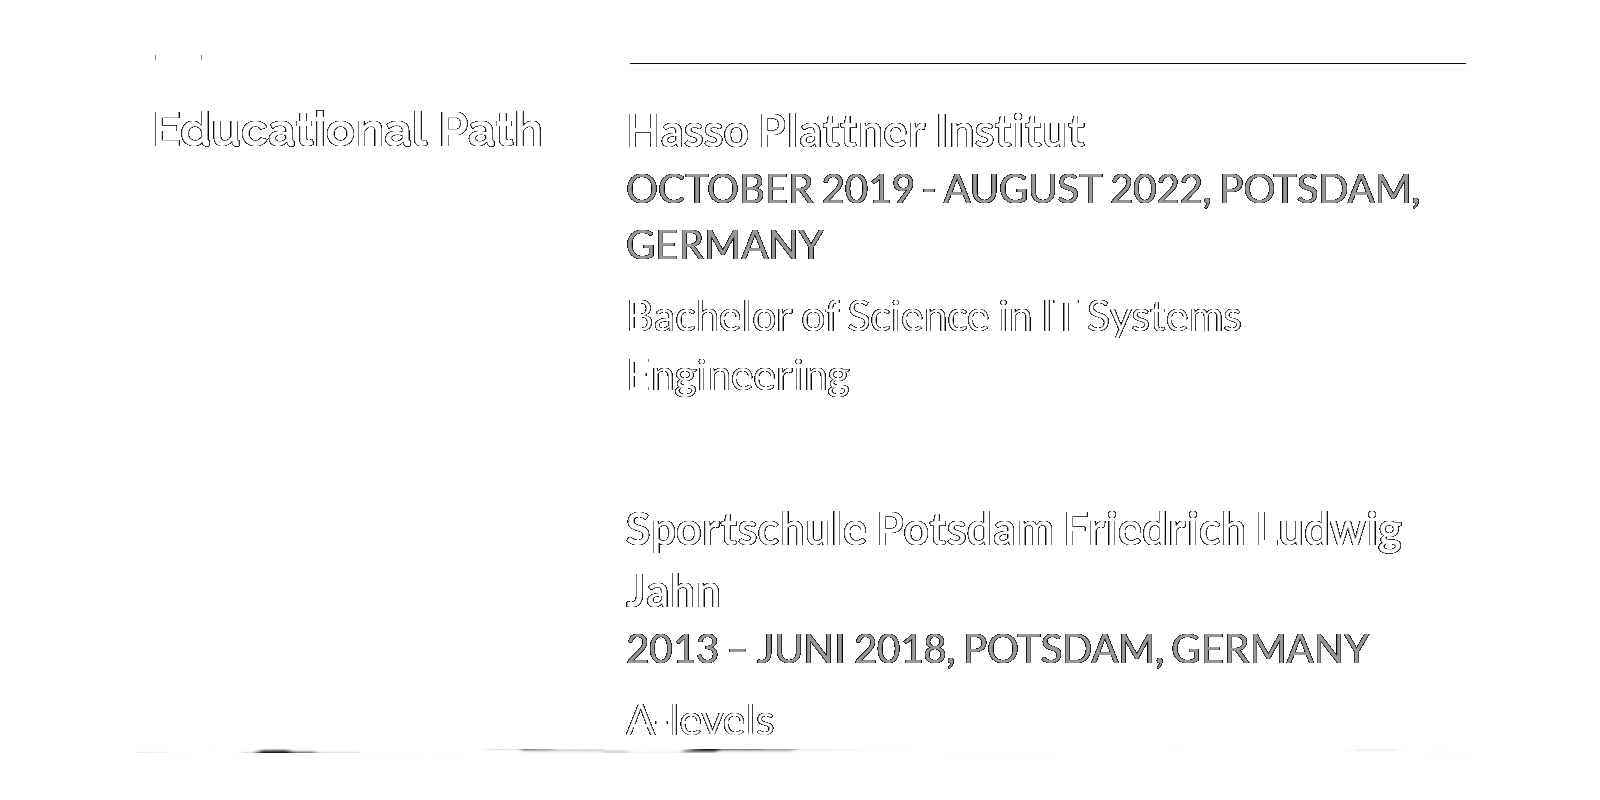 Educational Path
Hasso Plattner Institut
OCTOBER 2019 - AUGUST 2022, POTSDAM,
GERMANY
Bachelor of Science in IT Systems
Engineering
Sportschule Potsdam Friedrich Ludwig
Jahn
2013 – JUNI 2018, POTSDAM, GERMANY
A-levels